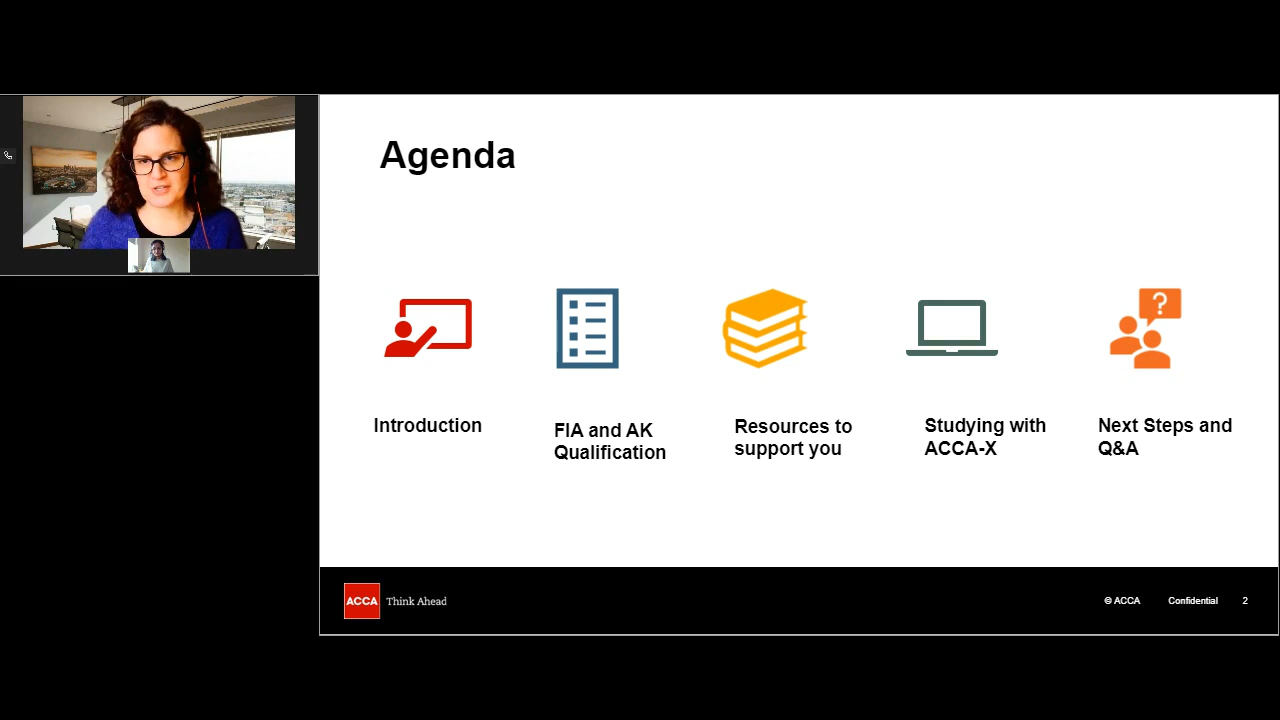 Agenda
?
Introduction
FIA and AK
Qualification
Resources to
support you
Studying with
ACCA-X
Next Steps and
Q&A
ACCA
Think Ahead
© ACCA
Confidential
2